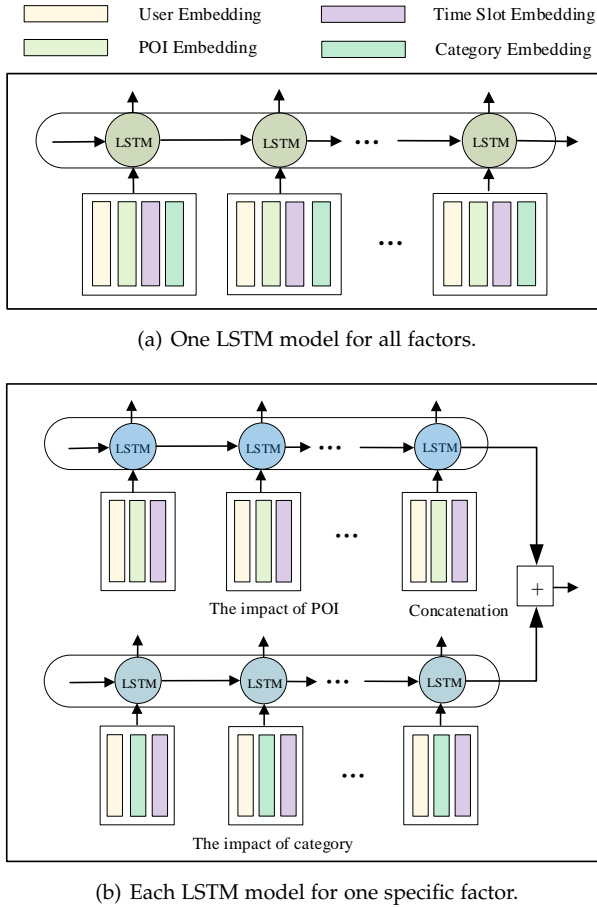 User Embedding Time Slot Embedding
POI Embedding Category Embedding
LSTM LSTM ... LSTM
...
(a) One LSTM model for all factors.
LSTM LSTM ... LSTM
...
The impact of POI Concatenation
+
LSTM LSTM ... LSTM
...
The impact of category
(b) Each LSTM model for one specific factor.